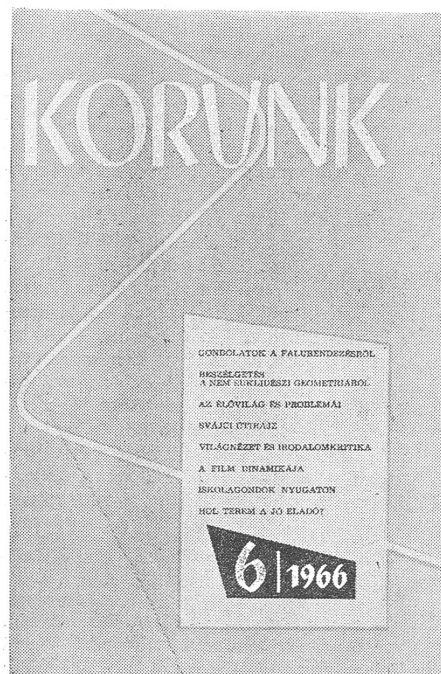 KORUNK
GONDOLATOK A FALURENDEZÉSRŐL
BESZÉLGETÉS
A NEM EUKLIDESZI GEOMETRIÁRÓL
AZ ÉLŐVILÁG ÉS PROBLÉMÁI
SVÁJCI ÚTIRAJZ
VILÁGNÉZET ÉS IRODALOMKRITIKA
A FILM DINAMIKÁJA
ISKOLAGONDOK NYUGATON
HOL TEREM A JÓ ELADÓ?
6 | 1966